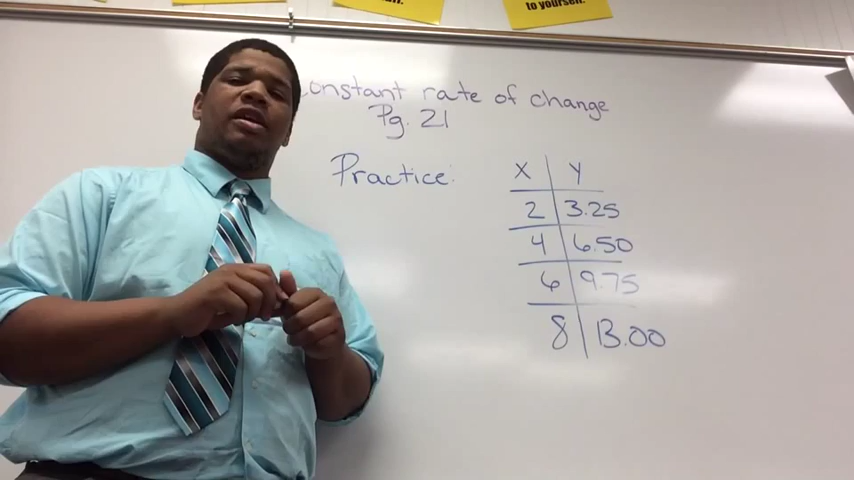 to yourself.
constant rate of change
Pg. 21
Practice:
X Y
2 3.25
4 6.50
6 9.75
8 13.00